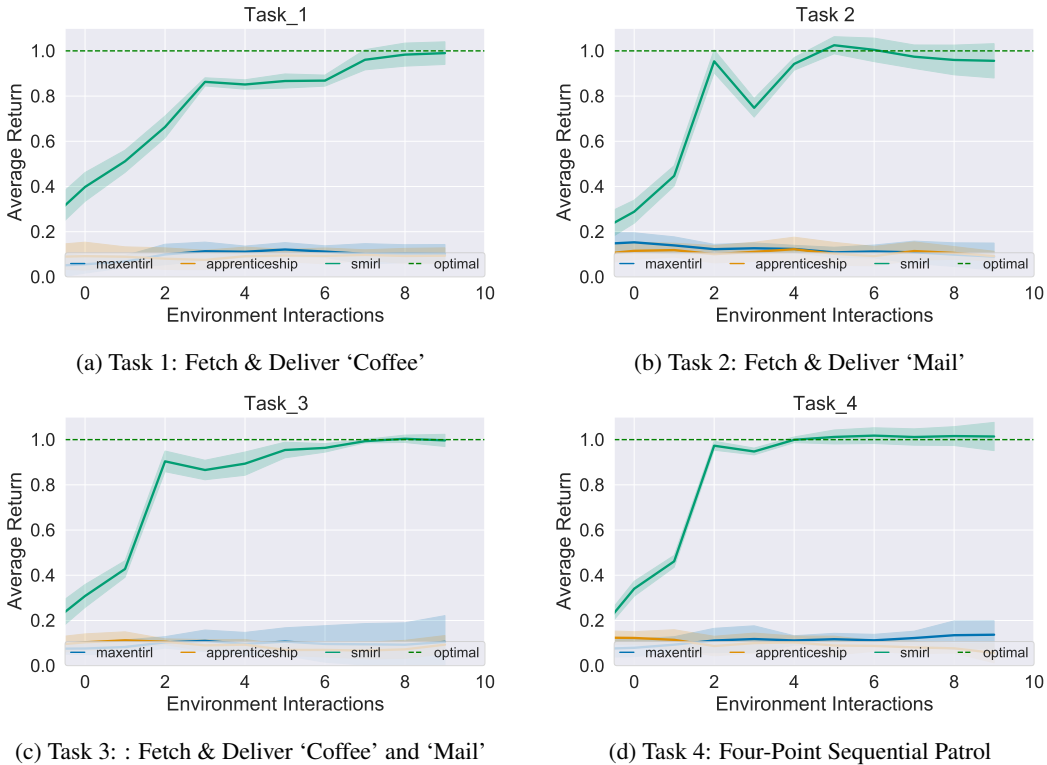 Task_1
Average Return
1.0
0.8
0.6
0.4
0.2
0.0
maxentirl apprenticeship smirl optimal
0 2 4 6 8 10
Environment Interactions
(a) Task 1: Fetch & Deliver ‘Coffee’
Task 2
Average Return
1.0
0.8
0.6
0.4
0.2
0.0
maxentirl apprenticeship smirl optimal
0 2 4 6 8 10
Environment Interactions
(b) Task 2: Fetch & Deliver ‘Mail’
Task_3
Average Return
1.0
0.8
0.6
0.4
0.2
0.0
maxentirl apprenticeship smirl optimal
0 2 4 6 8 10
Environment Interactions
(c) Task 3: : Fetch & Deliver ‘Coffee’ and ‘Mail’
Task_4
Average Return
1.0
0.8
0.6
0.4
0.2
0.0
maxentirl apprenticeship smirl optimal
0 2 4 6 8 10
Environment Interactions
(d) Task 4: Four-Point Sequential Patrol